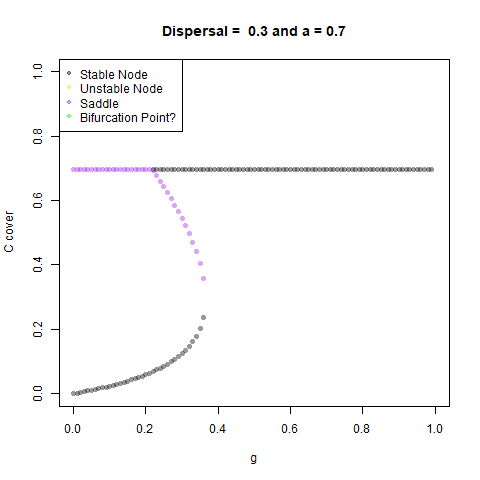 Dispersal =  0.3 and a = 0.7
Stable Node
Unstable Node
Saddle
Bifurcation Point?
C cover
1.0
0.8
0.6
0.4
0.2
0.0
0.0 0.2 0.4 0.6 0.8 1.0
g